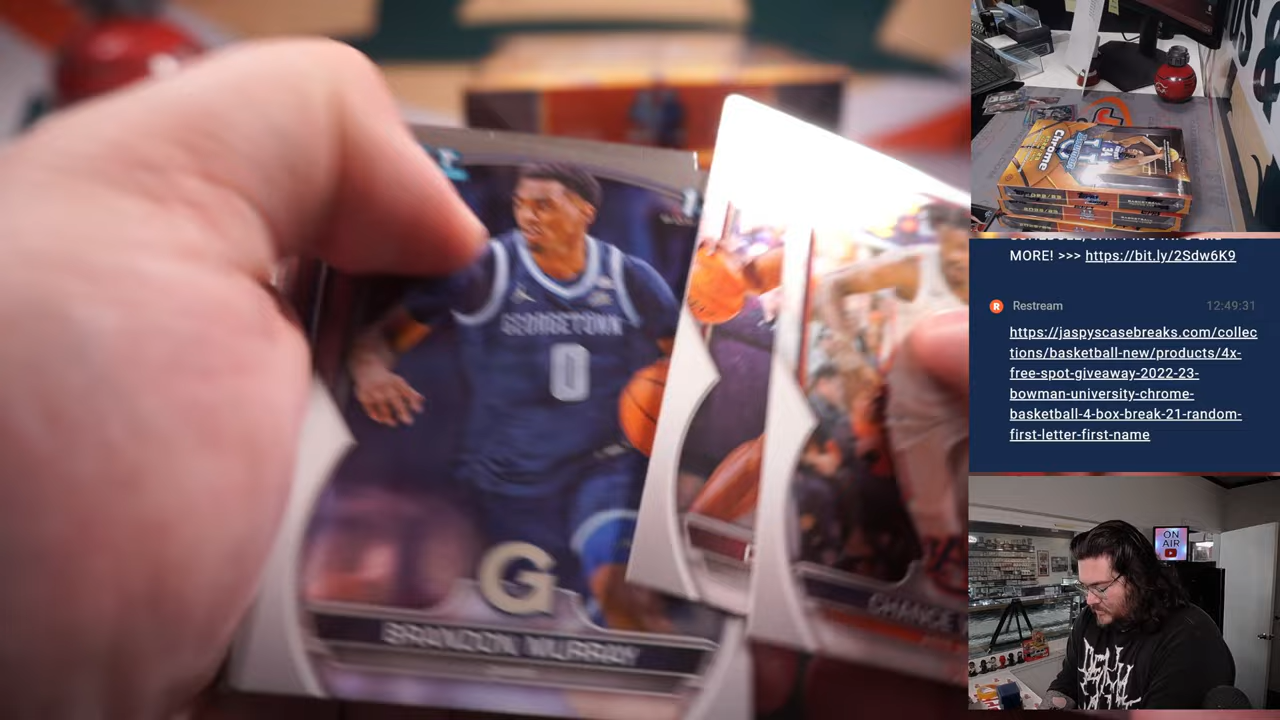 GEORGETOWN
0
G
BRANDON MURRAY
CHANCE
Chrome
MORE! >>> https://bit.ly/2Sdw6K9
R Restream 12:49:31
https://jaspyscasebreaks.com/collec
tions/basketball-new/products/4x-
free-spot-giveaway-2022-23-
bowman-university-chrome-
basketball-4-box-break-21-random-
first-letter-first-name
ON
AIR